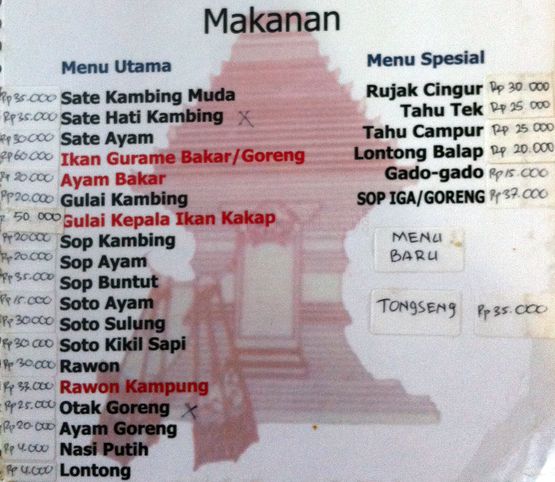 Makanan
Menu Utama
Rp 35.000 Sate Kambing Muda
Rp 35.000 Sate Hati Kambing X
Rp 30.000 Sate Ayam
Rp 60.000 Ikan Gurame Bakar/Goreng
Rp 20.000 Ayam Bakar
Rp 20.000 Gulai Kambing
50 000 Gulai Kepala Ikan Kakap
Rp 20000 Sop Kambing
Rp 20.000 Sop Ayam
Rp 35.000 Sop Buntut
Rp 15.000 Soto Ayam
Rp 30000 Soto Sulung
Rp 30.000 Soto Kikil Sapi
Rp 30.000 Rawon
Rp 37.000 Rawon Kampung
Rp 25.000 Otak Goreng X
Rp 20.000 Ayam Goreng
Rp 4.000 Nasi Putih
Rp 4.000 Lontong
Menu Spesial
Rujak Cingur Rp 30.000
Tahu Tek Rp 25 000
Tahu Campur Rp 25.000
Lontong Balap Rp 20.000
Gado-gado Rp 15.000
SOP IGA/GORENG Rp 37.000
MENU
BARU
TONGSENG Rp 35.000